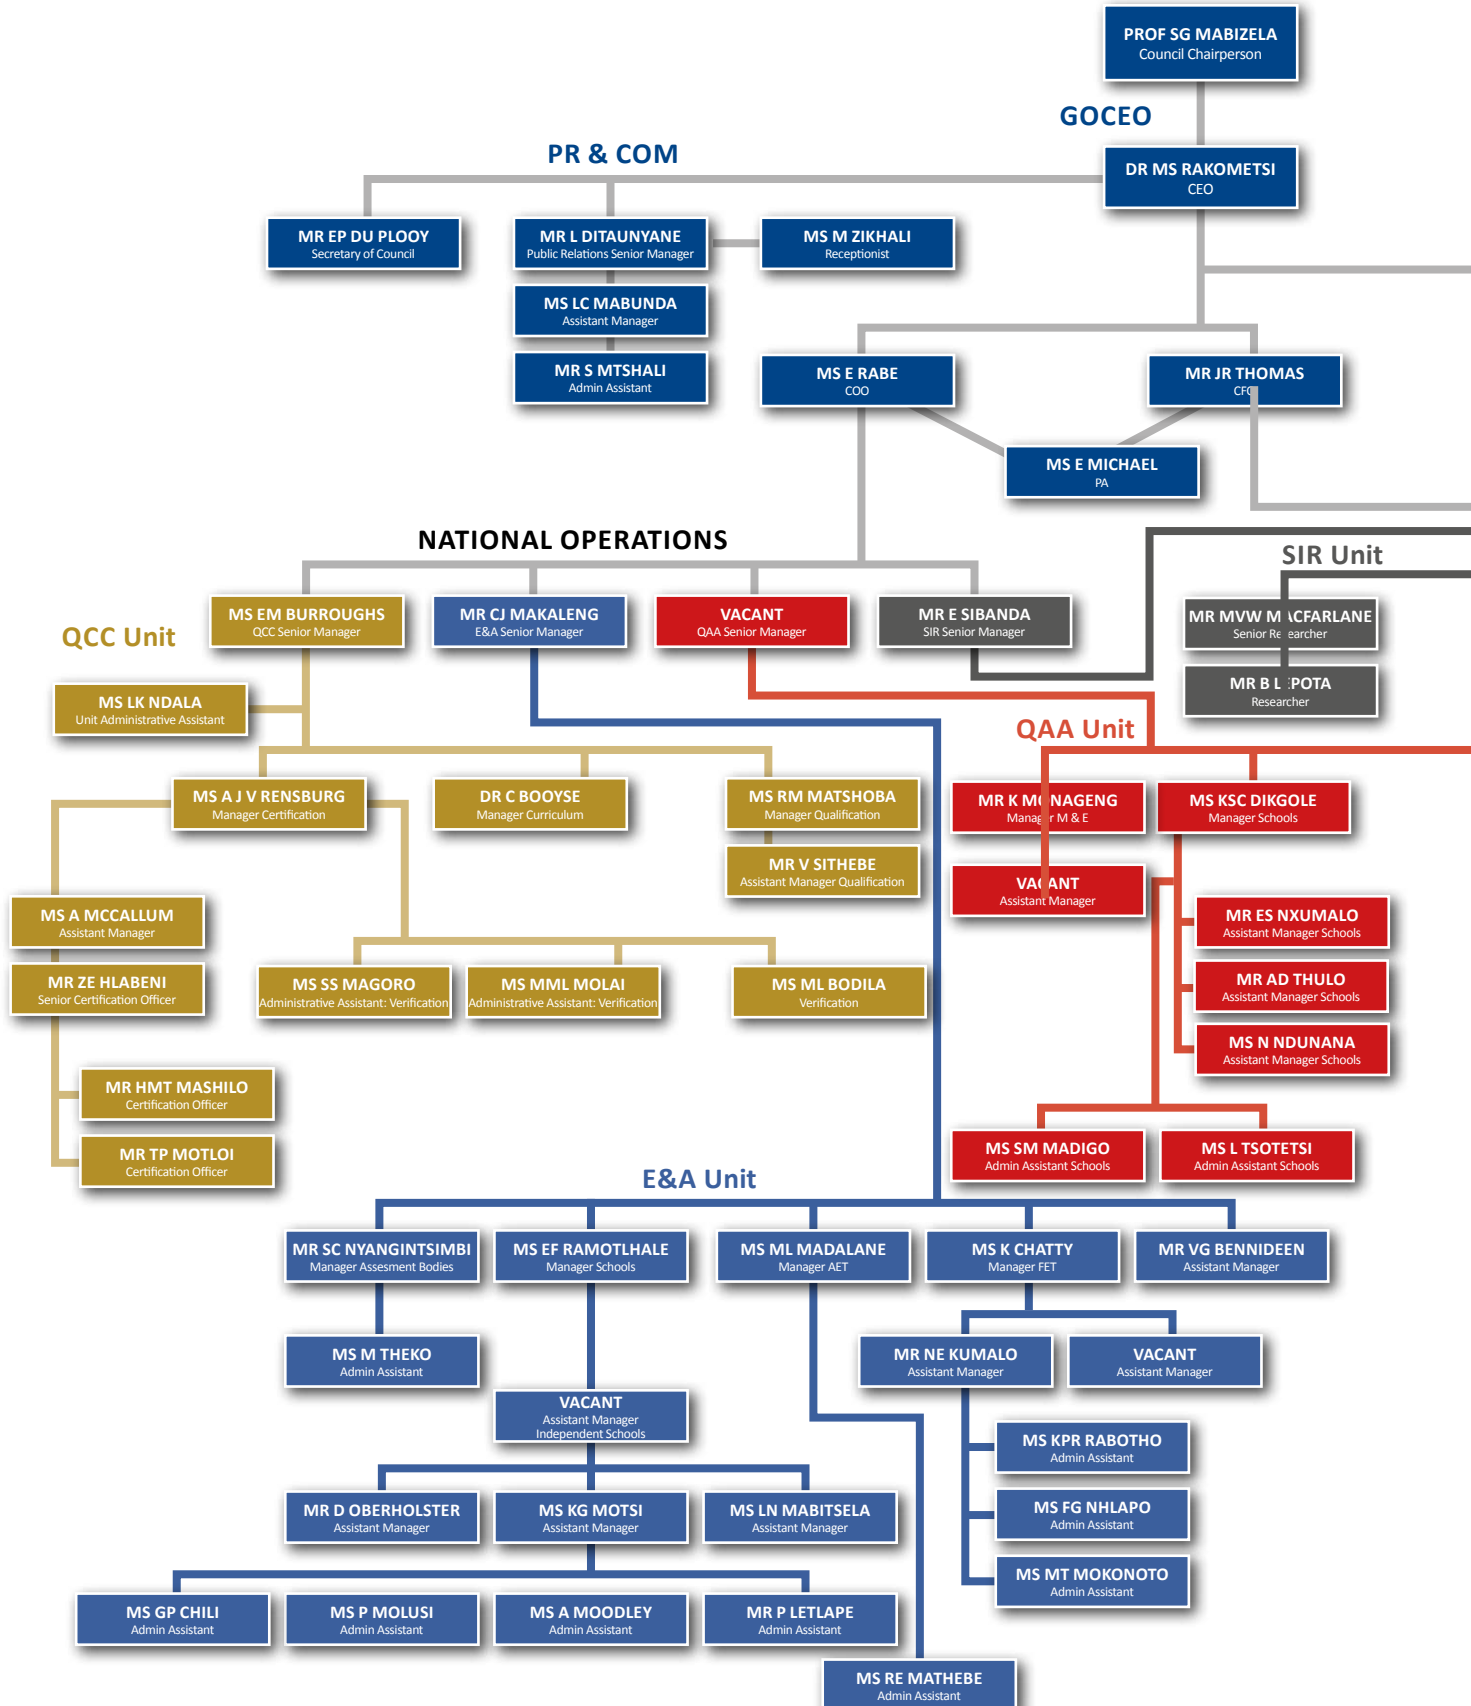 PROF SG MABIZELA
Council Chairperson
GOCEO
PR & COM
DR MS RAKOMETSI
CEO
MR EP DU PLOOY
Secretary of Council
MR L DITAUNYANE
Public Relations Senior Manager
MS M ZIKHALI
Receptionist
MS LC MABUNDA
Assistant Manager
MR S MTSHALI
Admin Assistant
MS E RABE
COO
MR JR THOMAS
CFO
MS E MICHAEL
PA
NATIONAL OPERATIONS
SIR Unit
MS EM BURROUGHS
QCC Senior Manager
MR CJ MAKALENG
E&A Senior Manager
VACANT
QAA Senior Manager
MR E SIBANDA
SIR Senior Manager
MR MVW MACFARLANE
Senior Researcher
QCC Unit
MR B LEPOTA
Researcher
MS LK NDALA
Unit Administrative Assistant
QAA Unit
MS A J V RENSBURG
Manager Certification
DR C BOOYSE
Manager Curriculum
MS RM MATSHOBA
Manager Qualification
MR K MONAGENG
Manager M & E
MS KSC DIKGOLE
Manager Schools
MR V SITHEBE
Assistant Manager Qualification
VACANT
Assistant Manager
MS A MCCALLUM
Assistant Manager
MR ES NXUMALO
Assistant Manager Schools
MR ZE HLABENI
Senior Certification Officer
MS SS MAGORO
Administrative Assistant: Verification
MS MML MOLAI
Administrative Assistant: Verification
MS ML BODILA
Verification
MR AD THULO
Assistant Manager Schools
MS N NDUNANA
Assistant Manager Schools
MR HMT MASHILO
Certification Officer
MR TP MOTLOI
Certification Officer
MS SM MADIGO
Admin Assistant Schools
MS L TSOTETSI
Admin Assistant Schools
E&A Unit
MR SC NYANGINTSIMBI
Manager Assesment Bodies
MS EF RAMOTLHALE
Manager Schools
MS ML MADALANE
Manager AET
MS K CHATTY
Manager FET
MR VG BENNIDEEN
Assistant Manager
MS M THEKO
Admin Assistant
MR NE KUMALO
Assistant Manager
VACANT
Assistant Manager
VACANT
Assistant Manager
Independent Schools
MS KPR RABOTHO
Admin Assistant
MR D OBERHOLSTER
Assistant Manager
MS KG MOTSI
Assistant Manager
MS LN MABITSELA
Assistant Manager
MS FG NHLAPO
Admin Assistant
MS MT MOKONOTO
Admin Assistant
MS GP CHILI
Admin Assistant
MS P MOLUSI
Admin Assistant
MS A MOODLEY
Admin Assistant
MR P LETLAPE
Admin Assistant
MS RE MATHEBE
Admin Assistant